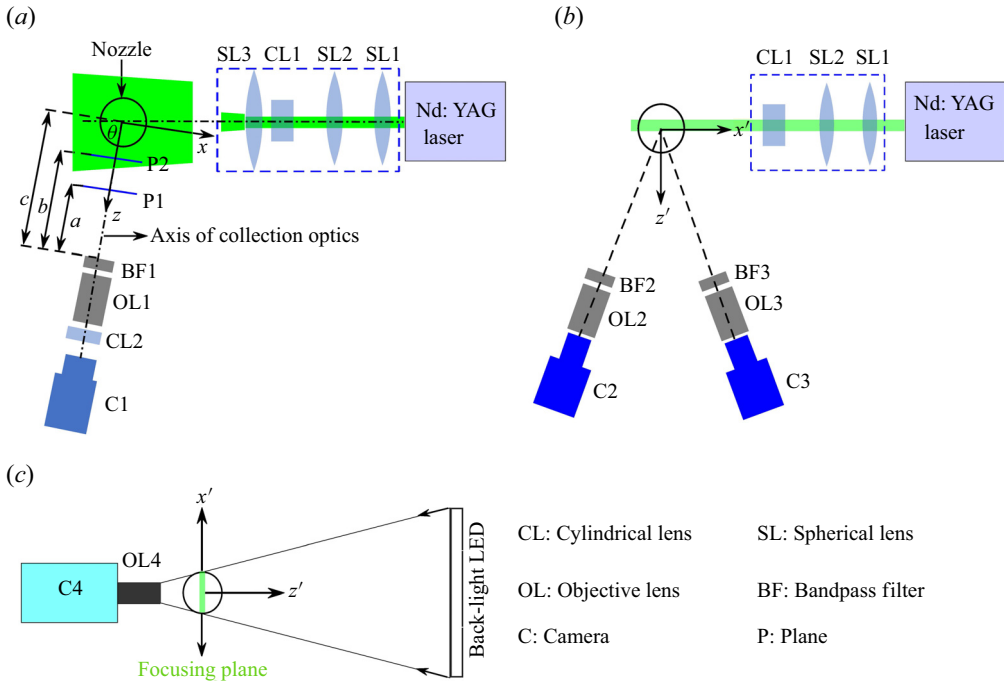 (a)
Nozzle
SL3 CL1 SL2 SL1
Nd: YAG
laser
θ
x
P2
P1
c
b
a
z
Axis of collection optics
BF1
OL1
CL2
C1
(b)
CL1 SL2 SL1
Nd: YAG
laser
x′
z′
BF2
BF3
OL2
OL3
C2
C3
(c)
x′
OL4
C4
z′
Back-light LED
Focusing plane
CL: Cylindrical lens
SL: Spherical lens
OL: Objective lens
BF: Bandpass filter
C: Camera
P: Plane